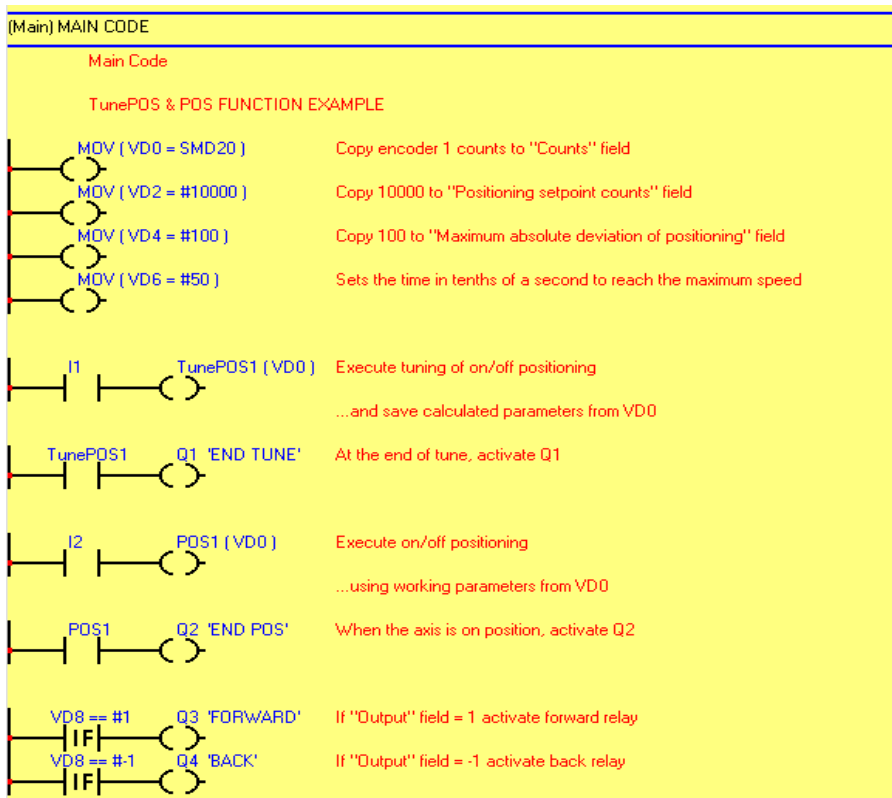 (Main) MAIN CODE
Main Code
TunePOS & POS FUNCTION EXAMPLE
MOV ( VD0 = SMD20 ) Copy encoder 1 counts to "Counts" field
MOV ( VD2 = #10000 ) Copy 10000 to "Positioning setpoint counts" field
MOV ( VD4 = #100 ) Copy 100 to "Maximum absolute deviation of positioning" field
MOV ( VD6 = #50 ) Sets the time in tenths of a second to reach the maximum speed
I1 TunePOS1 ( VD0 ) Execute tuning of on/off positioning
...and save calculated parameters from VD0
TunePOS1 Q1 'END TUNE' At the end of tune, activate Q1
I2 POS1 ( VD0 ) Execute on/off positioning
...using working parameters from VD0
POS1 Q2 'END POS' When the axis is on position, activate Q2
VD8 == #1 Q3 'FORWARD' If "Output" field = 1 activate forward relay
IF
VD8 == #-1 Q4 'BACK' If "Output" field = -1 activate back relay
IF